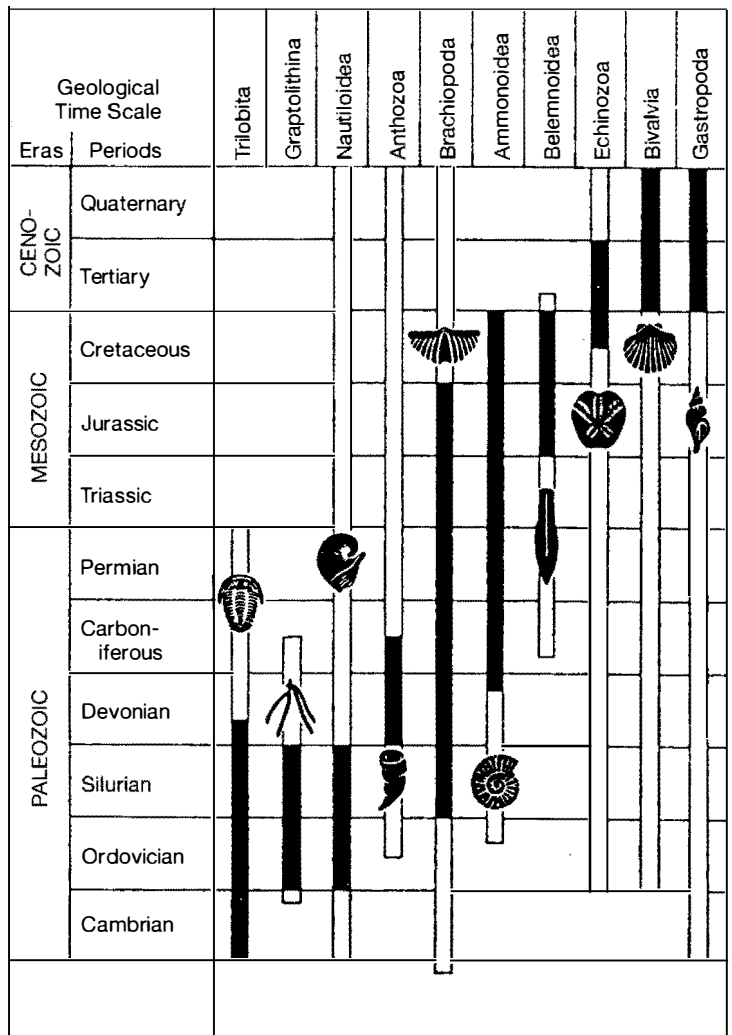 Geological
Time Scale
Eras
Periods
Trilobita
Graptolithina
Nautiloidea
Anthozoa
Brachiopoda
Ammonoidea
Belemnoidea
Echinozoa
Bivalvia
Gastropoda
CENO-
ZOIC
Quaternary
Tertiary
MESOZOIC
Cretaceous
Jurassic
Triassic
PALEOZOIC
Permian
Carbon-
iferous
Devonian
Silurian
Ordovician
Cambrian